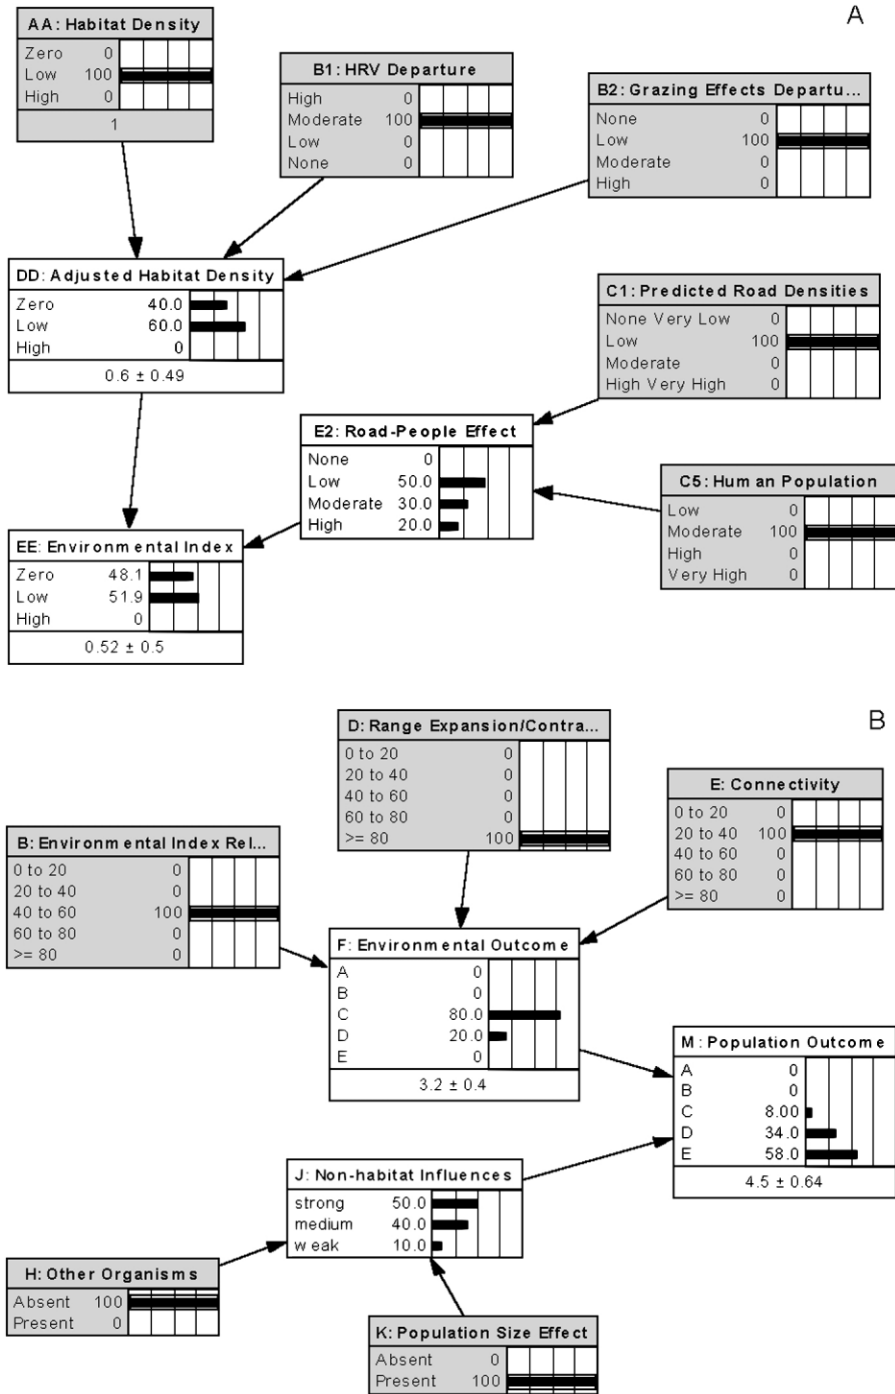 A
AA: Habitat Density
Zero 0
Low 100
High 0
1
B1: HRV Departure
High 0
Moderate 100
Low 0
None 0
B2: Grazing Effects Departu...
None 0
Low 100
Moderate 0
High 0
DD: Adjusted Habitat Density
Zero 40.0
Low 60.0
High 0
0.6 ± 0.49
C1: Predicted Road Densities
None Very Low 0
Low 100
Moderate 0
High Very High 0
E2: Road-People Effect
None 0
Low 50.0
Moderate 30.0
High 20.0
C5: Human Population
Low 0
Moderate 100
High 0
Very High 0
EE: Environmental Index
Zero 48.1
Low 51.9
High 0
0.52 ± 0.5
B
D: Range Expansion/Contra...
0 to 20 0
20 to 40 0
40 to 60 0
60 to 80 0
>= 80 100
E: Connectivity
0 to 20 0
20 to 40 100
40 to 60 0
60 to 80 0
>= 80 0
B: Environmental Index Rel...
0 to 20 0
20 to 40 0
40 to 60 100
60 to 80 0
>= 80 0
F: Environmental Outcome
A 0
B 0
C 80.0
D 20.0
E 0
3.2 ± 0.4
M: Population Outcome
A 0
B 0
C 8.00
D 34.0
E 58.0
4.5 ± 0.64
J: Non-habitat Influences
strong 50.0
medium 40.0
weak 10.0
H: Other Organisms
Absent 100
Present 0
K: Population Size Effect
Absent 0
Present 100